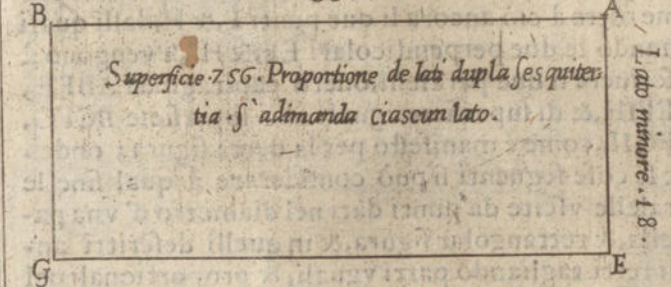 B A
Superficie .756. Proportione de lati dupla sesquiter
tia . s' adimanda ciascun lato.
Lato minore . 18
G E